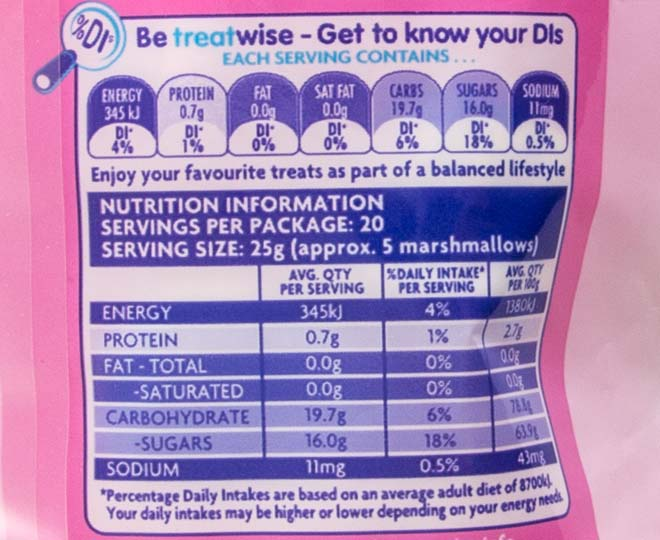 %DI*s
Be treatwise – Get to know your DIs
EACH SERVING CONTAINS ...
ENERGY PROTEIN FAT SAT FAT CARBS SUGARS SODIUM
345 kJ 0.7g 0.0g 0.0g 19.7g 16.0g 11mg
DI* DI* DI* DI* DI* DI* DI*
4% 1% 0% 0% 6% 18% 0.5%
Enjoy your favourite treats as part of a balanced lifestyle
NUTRITION INFORMATION
SERVINGS PER PACKAGE: 20
SERVING SIZE: 25g (approx. 5 marshmallows)
AVG. QTY %DAILY INTAKE* AVG. QTY
PER SERVING PER SERVING PER 100g
ENERGY 345kJ 4% 1380kJ
PROTEIN 0.7g 1% 2.7g
FAT - TOTAL 0.0g 0% 0.0g
-SATURATED 0.0g 0% 0.0g
CARBOHYDRATE 19.7g 6% 78.8g
-SUGARS 16.0g 18% 63.9g
SODIUM 11mg 0.5% 43mg
*Percentage Daily Intakes are based on an average adult diet of 8700kJ.
Your daily intakes may be higher or lower depending on your energy needs.